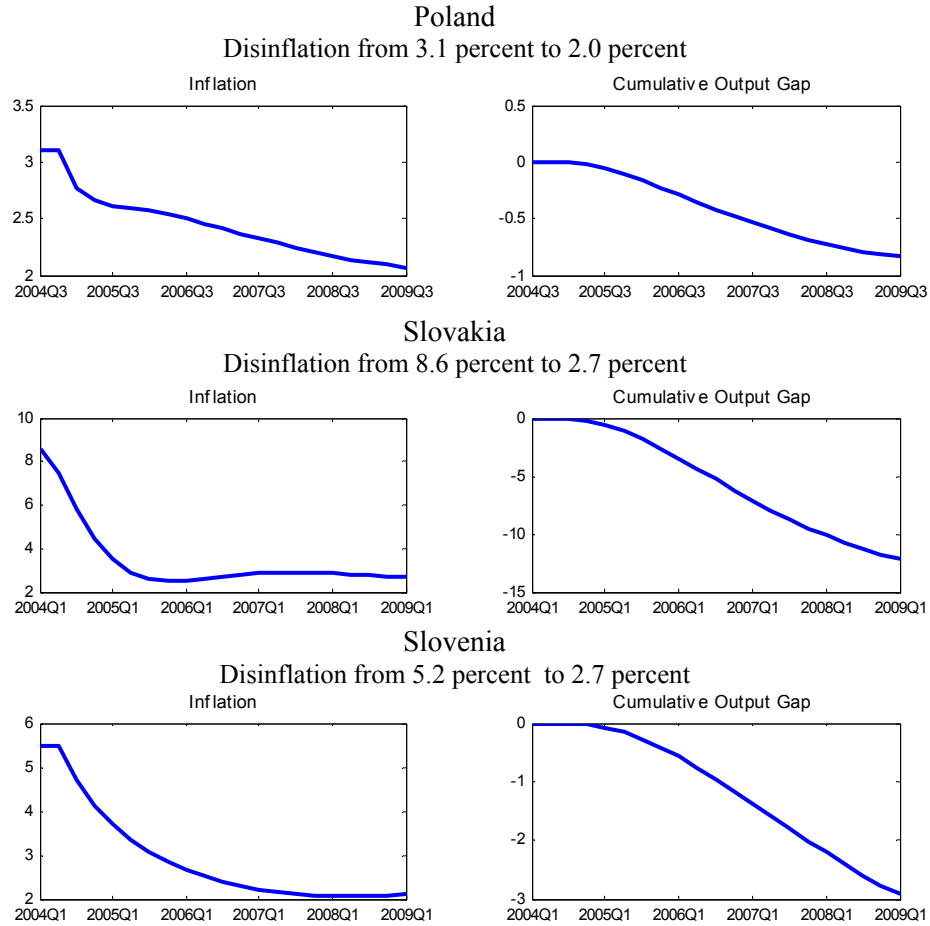 Poland
Disinflation from 3.1 percent to 2.0 percent
Inflation
Cumulative Output Gap
3.5
3
2.5
2
2004Q3 2005Q3 2006Q3 2007Q3 2008Q3 2009Q3
0.5
0
-0.5
-1
2004Q3 2005Q3 2006Q3 2007Q3 2008Q3 2009Q3
Slovakia
Disinflation from 8.6 percent to 2.7 percent
Inflation
Cumulative Output Gap
10
8
6
4
2
2004Q1 2005Q1 2006Q1 2007Q1 2008Q1 2009Q1
0
-5
-10
-15
2004Q1 2005Q1 2006Q1 2007Q1 2008Q1 2009Q1
Slovenia
Disinflation from 5.2 percent to 2.7 percent
Inflation
Cumulative Output Gap
6
5
4
3
2
2004Q1 2005Q1 2006Q1 2007Q1 2008Q1 2009Q1
0
-1
-2
-3
2004Q1 2005Q1 2006Q1 2007Q1 2008Q1 2009Q1